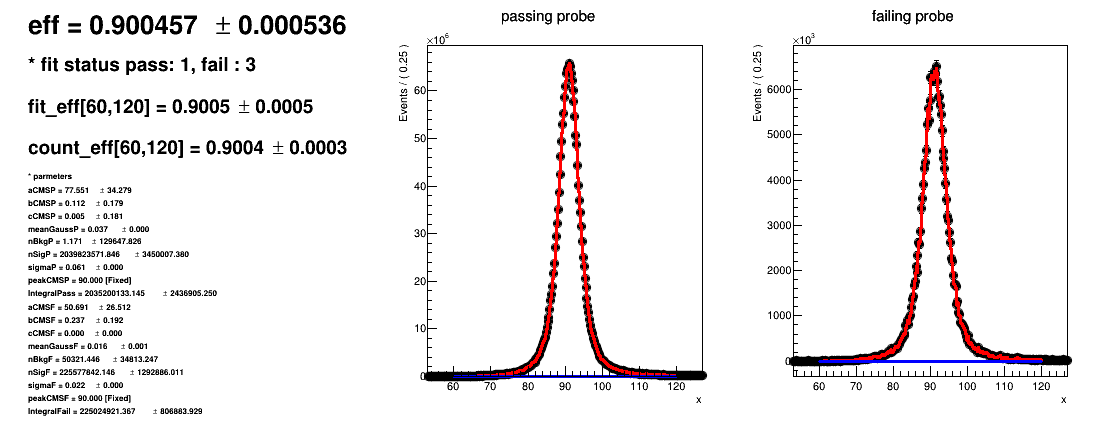 eff = 0.900457 ± 0.000536
* fit status pass: 1, fail : 3
fit_eff[60,120] = 0.9005 ± 0.0005
count_eff[60,120] = 0.9004 ± 0.0003
* parmeters
aCMSP = 77.551 ± 34.279
bCMSP = 0.112 ± 0.179
cCMSP = 0.005 ± 0.181
meanGaussP = 0.037 ± 0.000
nBkgP = 1.171 ± 129647.826
nSigP = 2039823571.846 ± 3450007.380
sigmaP = 0.061 ± 0.000
peakCMSP = 90.000 [Fixed]
IntegralPass = 2035200133.145 ± 2436905.250
aCMSF = 50.691 ± 26.512
bCMSF = 0.237 ± 0.192
cCMSF = 0.000 ± 0.000
meanGaussF = 0.016 ± 0.001
nBkgF = 50321.446 ± 34813.247
nSigF = 225577842.146 ± 1292886.011
sigmaF = 0.022 ± 0.000
peakCMSF = 90.000 [Fixed]
IntegralFail = 225024921.367 ± 806883.929
passing probe
×10⁶
Events / ( 0.25 )
60
50
40
30
20
10
0
60 70 80 90 100 110 120
x
failing probe
×10³
Events / ( 0.25 )
6000
5000
4000
3000
2000
1000
0
60 70 80 90 100 110 120
x